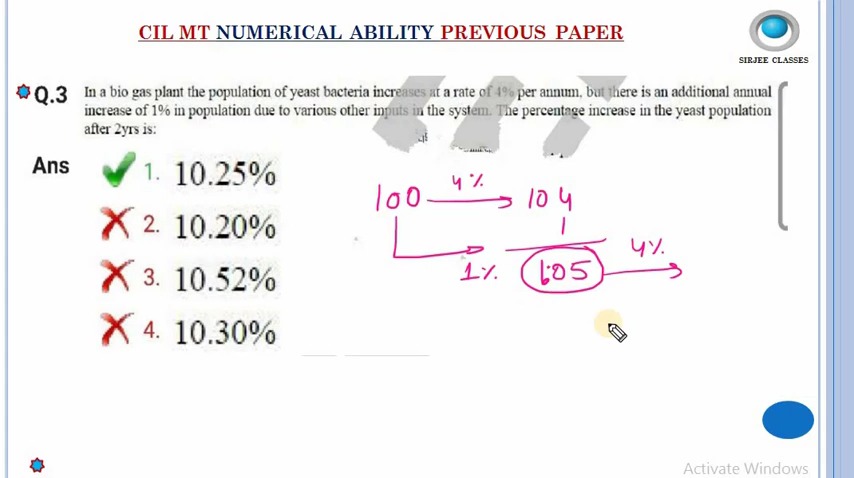 CIL MT NUMERICAL ABILITY PREVIOUS PAPER
SIRJEE CLASSES
Q.3 In a bio gas plant the population of yeast bacteria increases at a rate of 4% per annum, but there is an additional annual
increase of 1% in population due to various other inputs in the system. The percentage increase in the yeast population
after 2yrs is:
Ans
1. 10.25%
2. 10.20%
3. 10.52%
4. 10.30%
4%
100 104
1
1% 105
4%
Activate Windows